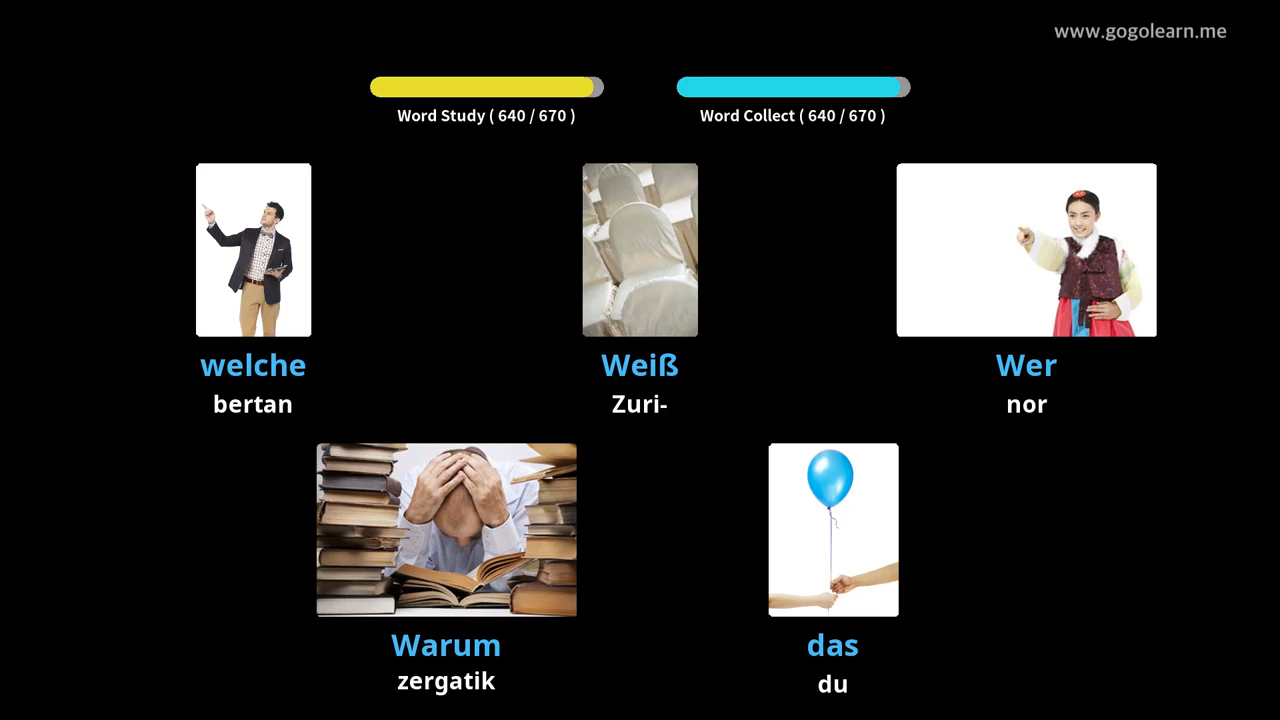 www.gogolearn.me
Word Study ( 640 / 670 )
Word Collect ( 640 / 670 )
welche
bertan
Weiß
Zuri-
Wer
nor
Warum
zergatik
das
du